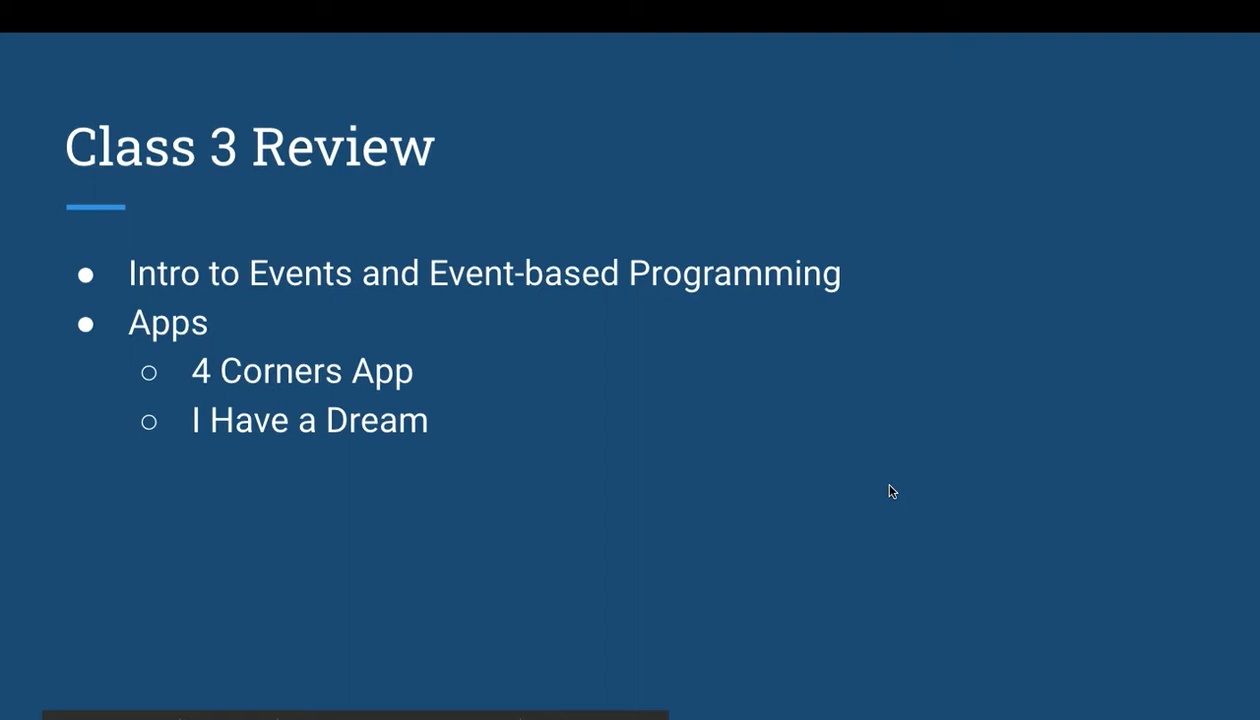 Class 3 Review
● Intro to Events and Event-based Programming
● Apps
○ 4 Corners App
○ I Have a Dream